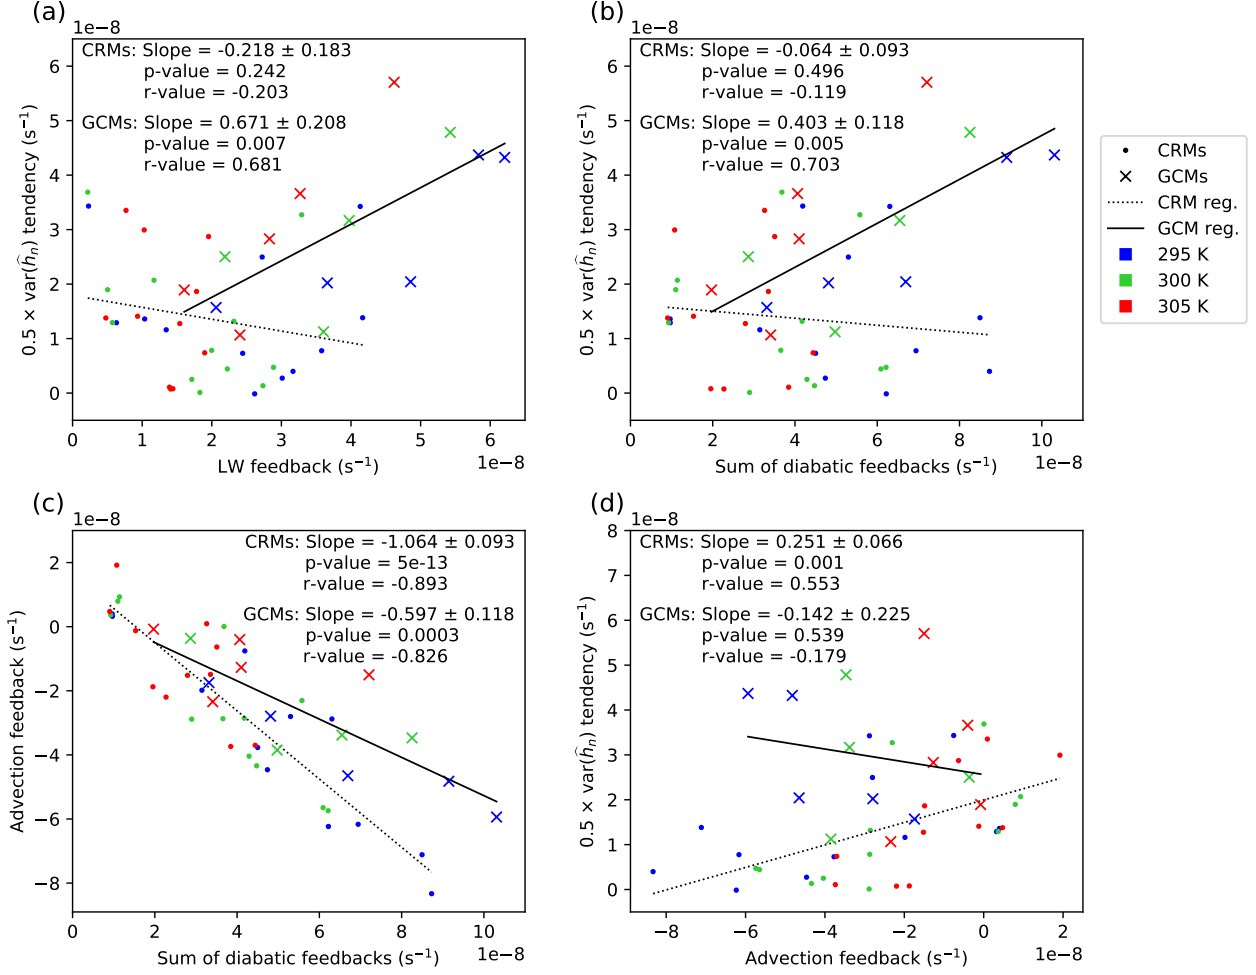 (a)
1e−8
CRMs: Slope = -0.218 ± 0.183
p-value = 0.242
r-value = -0.203
GCMs: Slope = 0.671 ± 0.208
p-value = 0.007
r-value = 0.681
0.5 × var(ĥₙ) tendency (s⁻¹)
6
5
4
3
2
1
0
0 1 2 3 4 5 6
LW feedback (s⁻¹)
1e−8
(b)
1e−8
CRMs: Slope = -0.064 ± 0.093
p-value = 0.496
r-value = -0.119
GCMs: Slope = 0.403 ± 0.118
p-value = 0.005
r-value = 0.703
0.5 × var(ĥₙ) tendency (s⁻¹)
6
5
4
3
2
1
0
0 2 4 6 8 10
Sum of diabatic feedbacks (s⁻¹)
1e−8
CRMs
GCMs
CRM reg.
GCM reg.
295 K
300 K
305 K
(c)
1e−8
CRMs: Slope = -1.064 ± 0.093
p-value = 5e-13
r-value = -0.893
GCMs: Slope = -0.597 ± 0.118
p-value = 0.0003
r-value = -0.826
Advection feedback (s⁻¹)
2
0
−2
−4
−6
−8
0 2 4 6 8 10
Sum of diabatic feedbacks (s⁻¹)
1e−8
(d)
1e−8
CRMs: Slope = 0.251 ± 0.066
p-value = 0.001
r-value = 0.553
GCMs: Slope = -0.142 ± 0.225
p-value = 0.539
r-value = -0.179
0.5 × var(ĥₙ) tendency (s⁻¹)
8
7
6
5
4
3
2
1
0
−8 −6 −4 −2 0 2
Advection feedback (s⁻¹)
1e−8